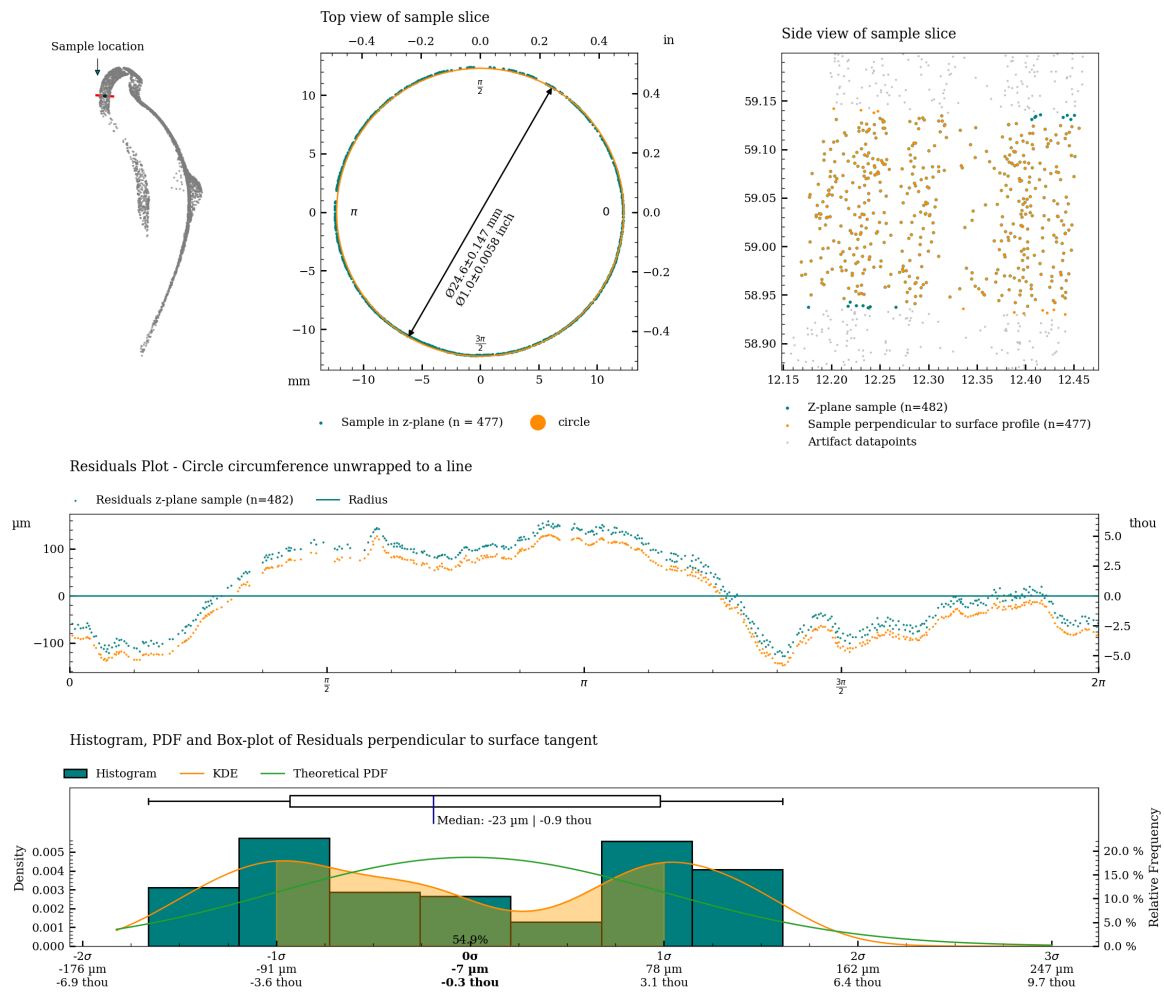 Top view of sample slice
Side view of sample slice
Sample location
−0.4 −0.2 0.0 0.2 0.4 in
10
5
0
−5
−10
0.4
0.2
0.0
−0.2
−0.4
π/2
π
0
3π/2
Ø24.6±0.147 mm
Ø1.0±0.0058 inch
mm −10 −5 0 5 10
Sample in z-plane (n = 477) circle
59.15
59.10
59.05
59.00
58.95
58.90
12.15 12.20 12.25 12.30 12.35 12.40 12.45
Z-plane sample (n=482)
Sample perpendicular to surface profile (n=477)
Artifact datapoints
Residuals Plot - Circle circumference unwrapped to a line
Residuals z-plane sample (n=482) Radius
µm thou
100
0
−100
5.0
2.5
0.0
−2.5
−5.0
0 π/2 π 3π/2 2π
Histogram, PDF and Box-plot of Residuals perpendicular to surface tangent
Histogram KDE Theoretical PDF
Median: -23 µm | -0.9 thou
Density
0.005
0.004
0.003
0.002
0.001
0.000
Relative Frequency
20.0 %
15.0 %
10.0 %
5.0 %
0.0 %
54.9%
-2σ -1σ 0σ 1σ 2σ 3σ
-176 µm -91 µm -7 µm 78 µm 162 µm 247 µm
-6.9 thou -3.6 thou -0.3 thou 3.1 thou 6.4 thou 9.7 thou